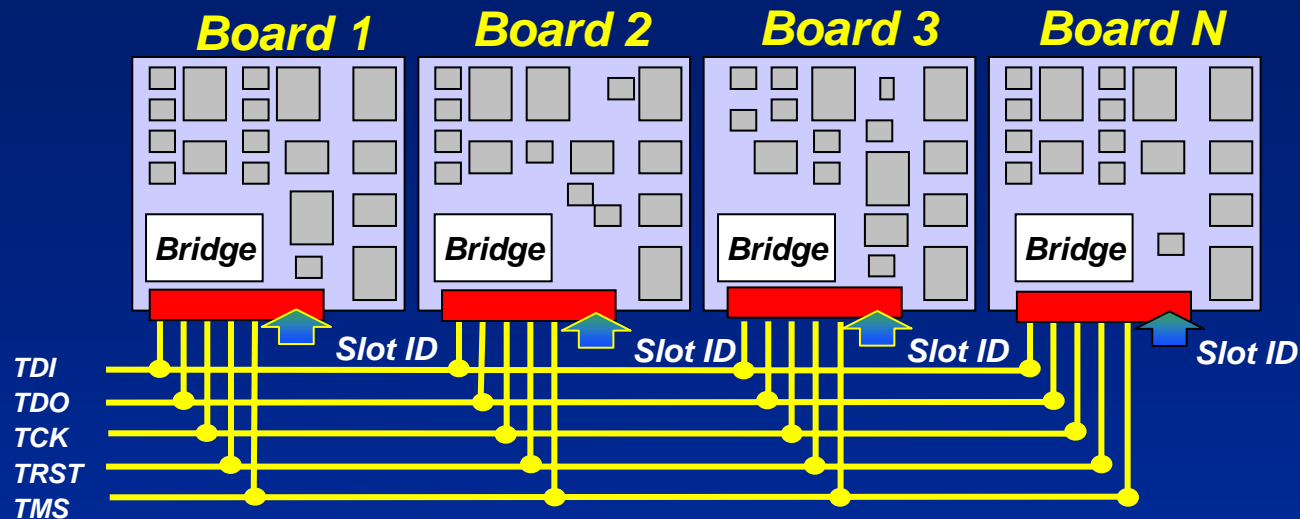 Board 1
Board 2
Board 3
Board N
Bridge
Bridge
Bridge
Bridge
Slot ID
Slot ID
Slot ID
Slot ID
TDI
TDO
TCK
TRST
TMS